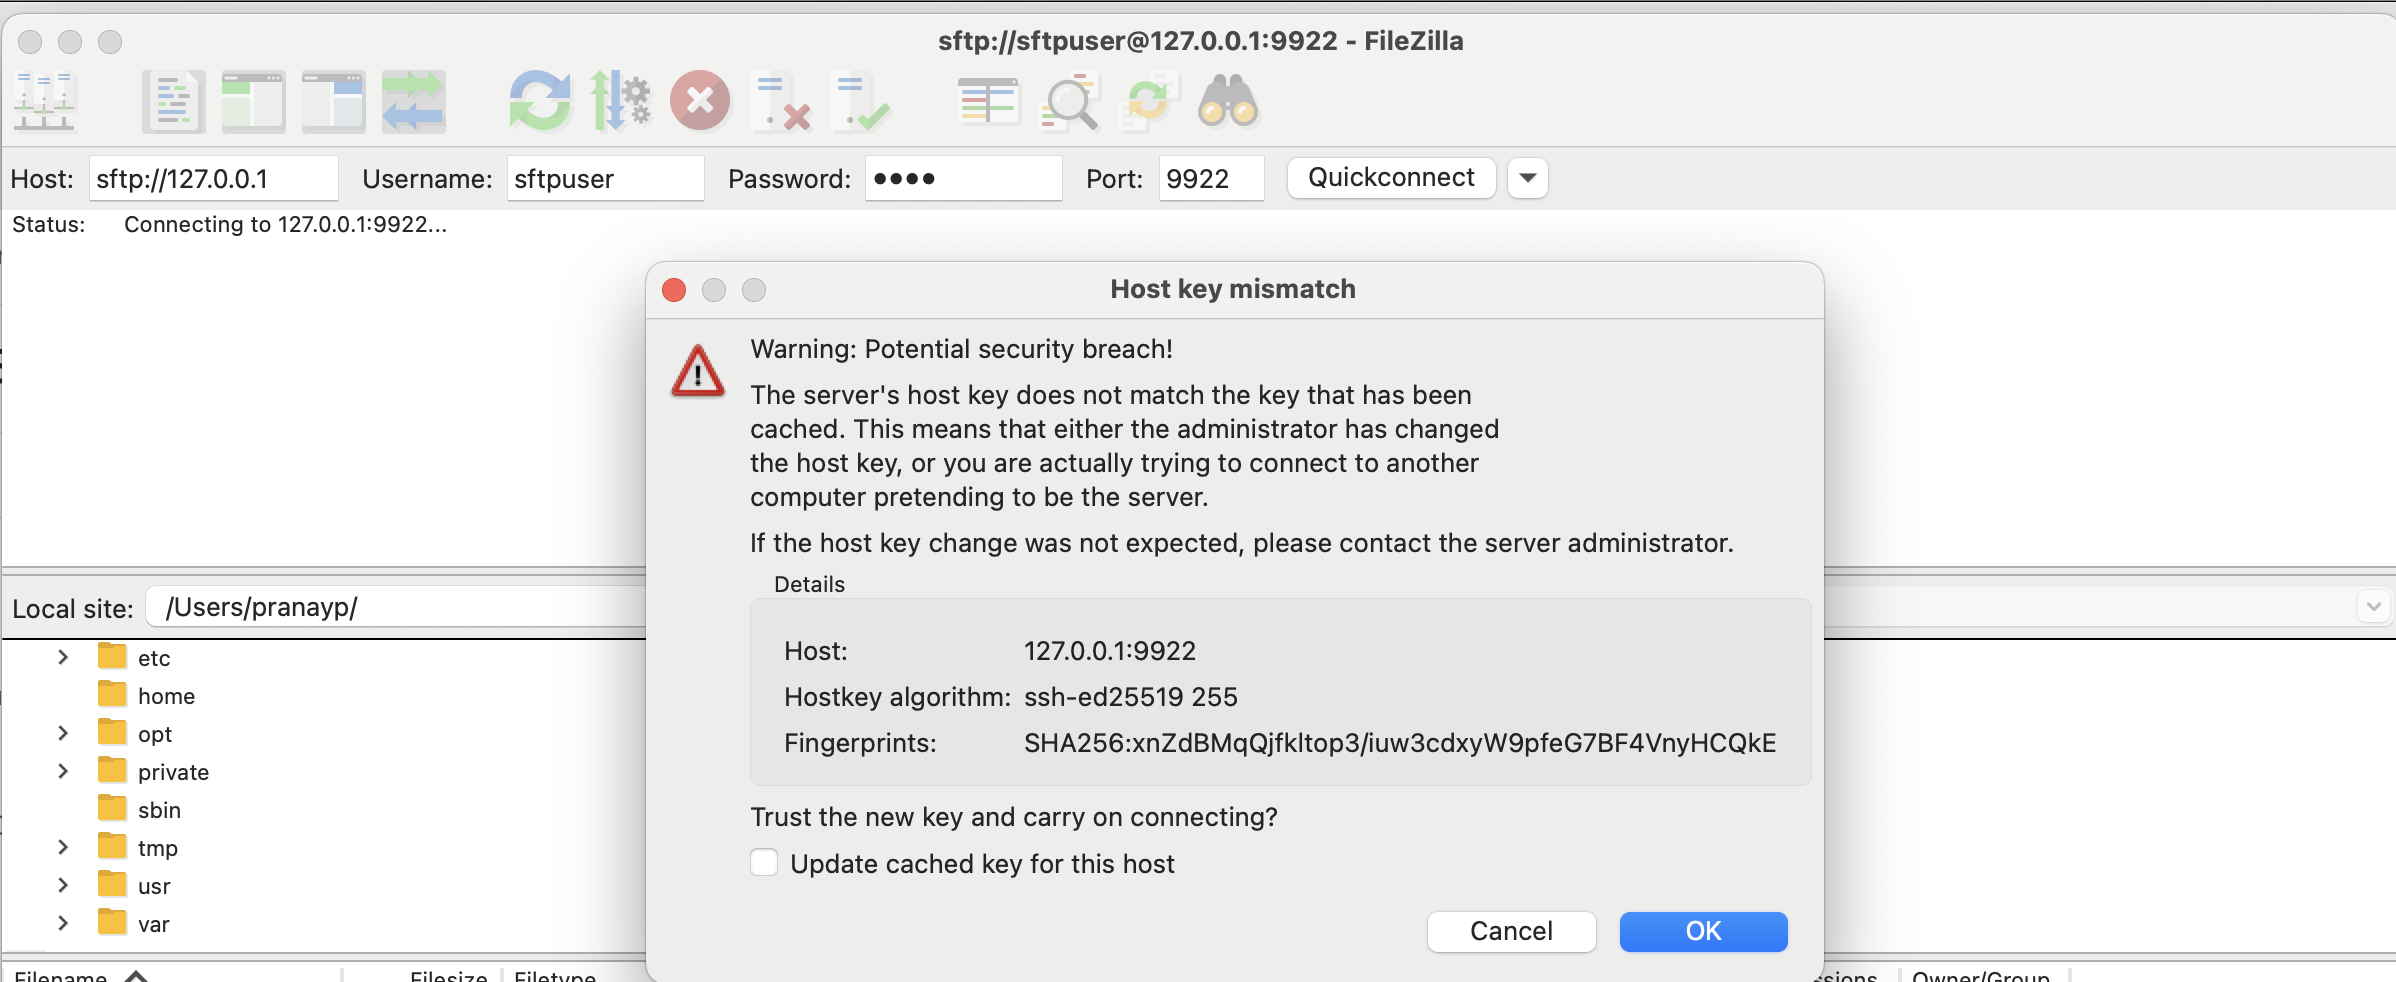 sftp://sftpuser@127.0.0.1:9922 - FileZilla
Host: sftp://127.0.0.1 Username: sftpuser Password: ●●●● Port: 9922 Quickconnect
Status: Connecting to 127.0.0.1:9922...
Host key mismatch
Warning: Potential security breach!
The server's host key does not match the key that has been
cached. This means that either the administrator has changed
the host key, or you are actually trying to connect to another
computer pretending to be the server.
If the host key change was not expected, please contact the server administrator.
Details
Host: 127.0.0.1:9922
Hostkey algorithm: ssh-ed25519 255
Fingerprints: SHA256:xnZdBMqQjfkltop3/iuw3cdxyW9pfeG7BF4VnyHCQkE
Trust the new key and carry on connecting?
Update cached key for this host
Cancel OK
Local site: /Users/pranayp/
etc
home
opt
private
sbin
tmp
usr
var
Filename Filesize Filetype Owner/Group